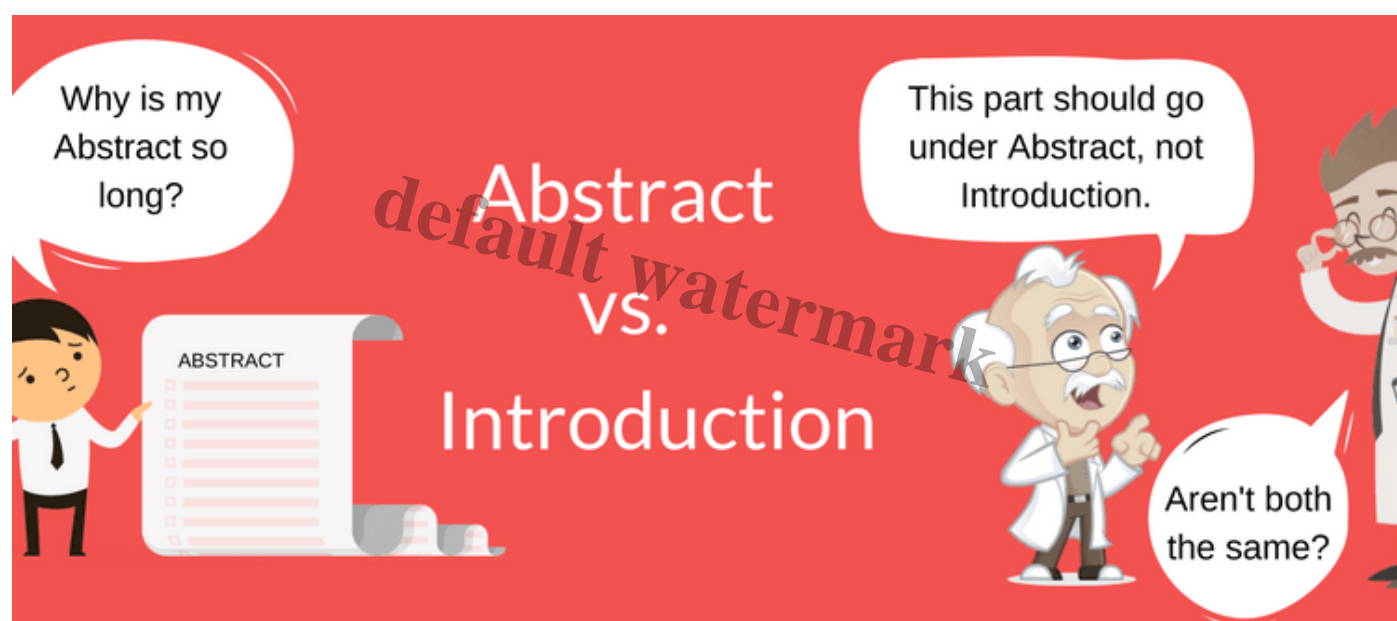 Why is my
Abstract so
long?
ABSTRACT
Abstract
vs.
Introduction
default watermark
This part should go
under Abstract, not
Introduction.
Aren't both
the same?